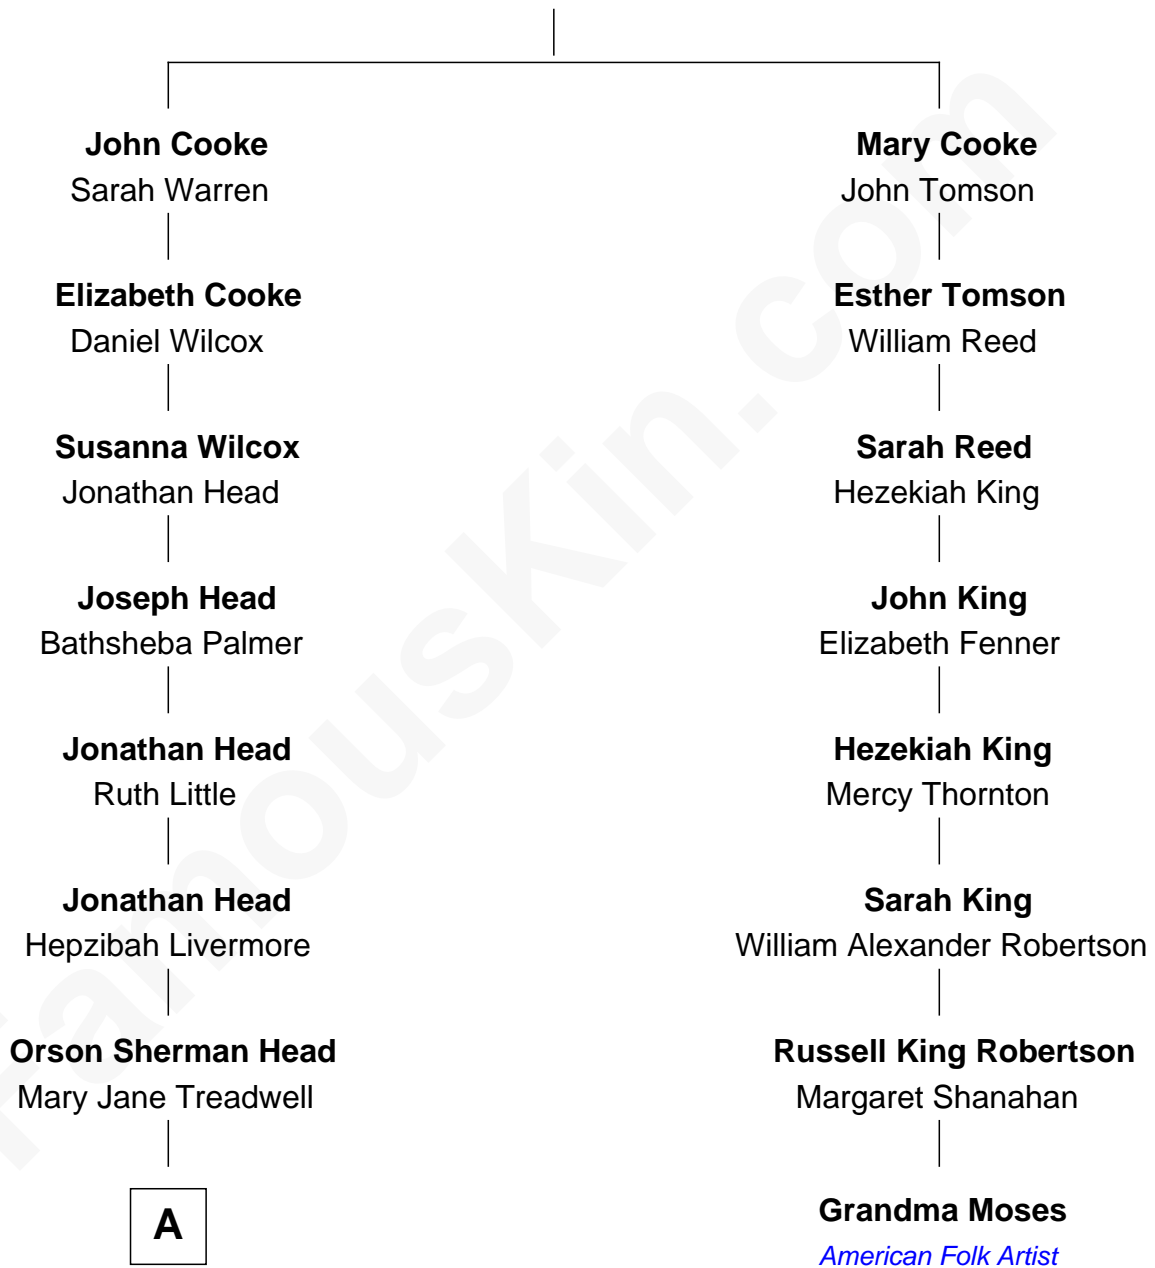 John Cooke
Sarah Warren
Elizabeth Cooke
Daniel Wilcox
Susanna Wilcox
Jonathan Head
Joseph Head
Bathsheba Palmer
Jonathan Head
Ruth Little
Jonathan Head
Hepzibah Livermore
Orson Sherman Head
Mary Jane Treadwell
A
Mary Cooke
John Tomson
Esther Tomson
William Reed
Sarah Reed
Hezekiah King
John King
Elizabeth Fenner
Hezekiah King
Mercy Thornton
Sarah King
William Alexander Robertson
Russell King Robertson
Margaret Shanahan
Grandma Moses
American Folk Artist
FamousKin.com